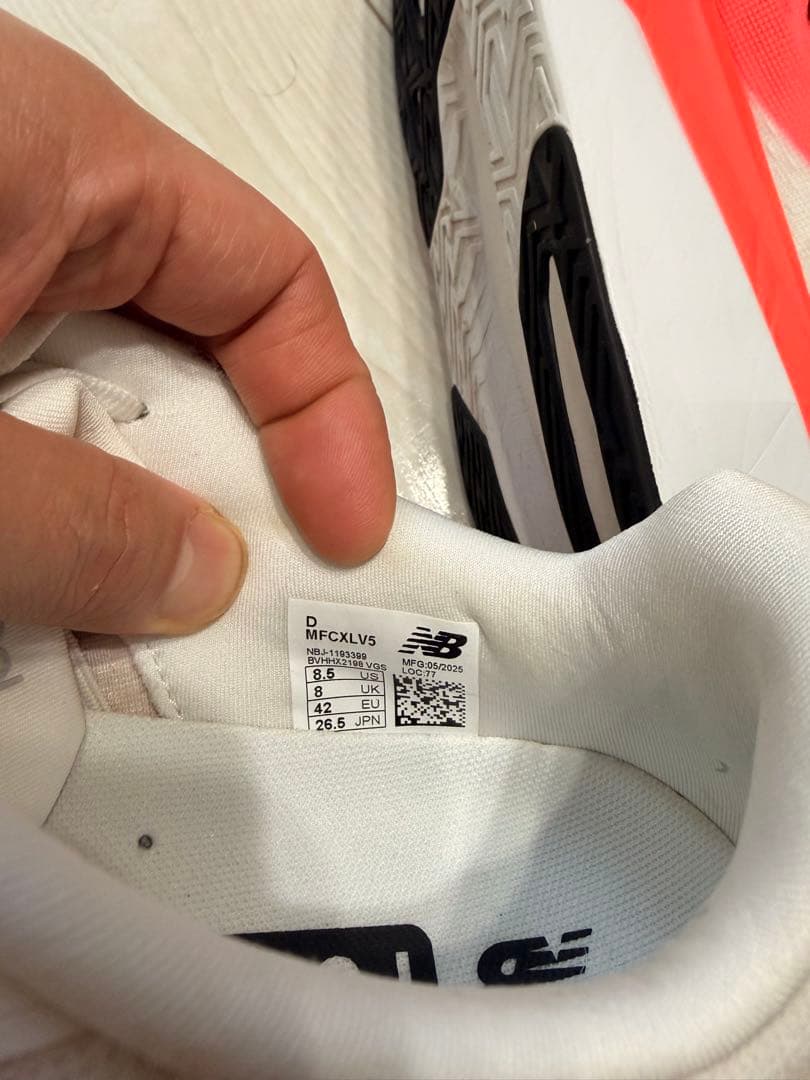 D
MFCXLV5
NB
NBJ-1193399
BVHHX2198 VGS
MFG:05/2025
LOC:77
8.5 US
8 UK
42 EU
26.5 JPN